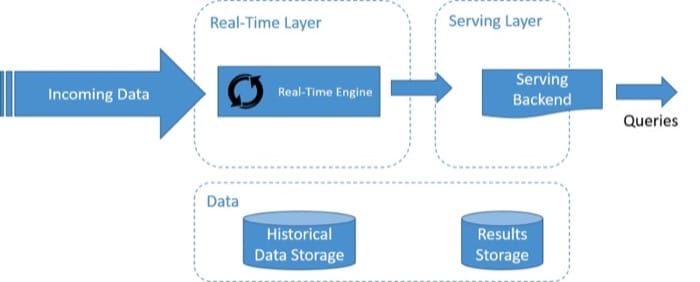 Real-Time Layer
Serving Layer
Incoming Data
Real-Time Engine
Serving
Backend
Queries
Data
Historical
Data Storage
Results
Storage